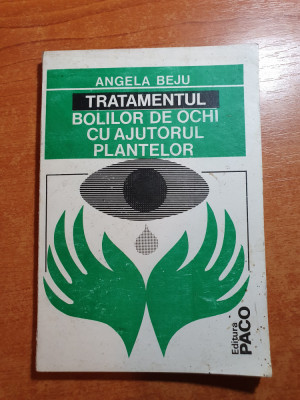 ANGELA BEJU
TRATAMENTUL
BOLILOR DE OCHI
CU AJUTORUL
PLANTELOR
Editura
PACO